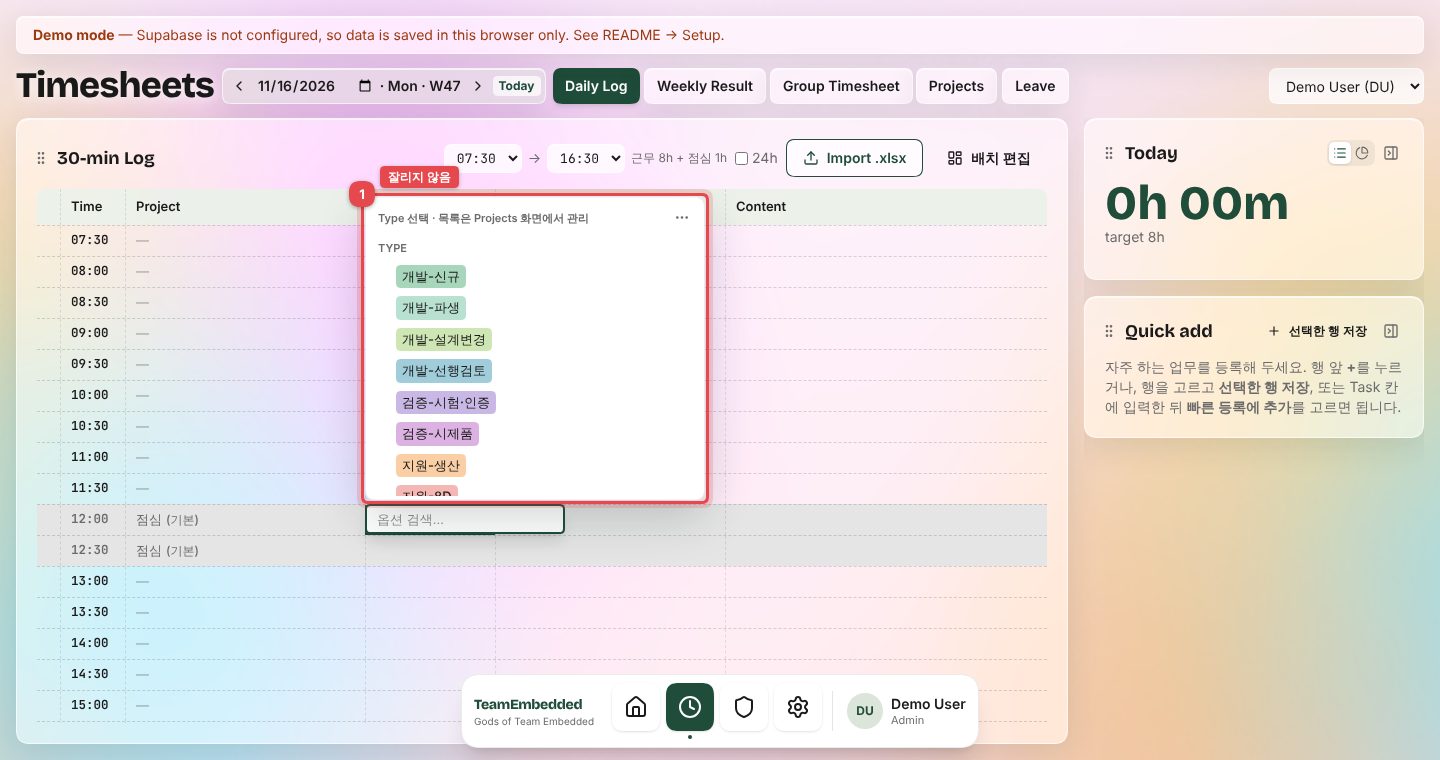 Demo mode — Supabase is not configured, so data is saved in this browser only. See README → Setup.
Timesheets
11/16/2026 · Mon · W47 Today
Daily Log
Weekly Result
Group Timesheet
Projects
Leave
Demo User (DU)
30-min Log
07:30 → 16:30 근무 8h + 점심 1h 24h
Import .xlsx
배치 편집
잘리지 않음
1
Time Project Content
Type 선택 · 목록은 Projects 화면에서 관리
TYPE
개발-신규
개발-파생
개발-설계변경
개발-선행검토
검증-시험·인증
검증-시제품
지원-생산
지원-8D
옵션 검색...
07:30 —
08:00 —
08:30 —
09:00 —
09:30 —
10:00 —
10:30 —
11:00 —
11:30 —
12:00 점심 (기본)
12:30 점심 (기본)
13:00 —
13:30 —
14:00 —
14:30 —
15:00 —
Today
0h 00m
target 8h
Quick add
+ 선택한 행 저장
자주 하는 업무를 등록해 두세요. 행 앞 +를 누르
거나, 행을 고르고 선택한 행 저장, 또는 Task 칸
에 입력한 뒤 빠른 등록에 추가를 고르면 됩니다.
TeamEmbedded
Gods of Team Embedded
DU
Demo User
Admin